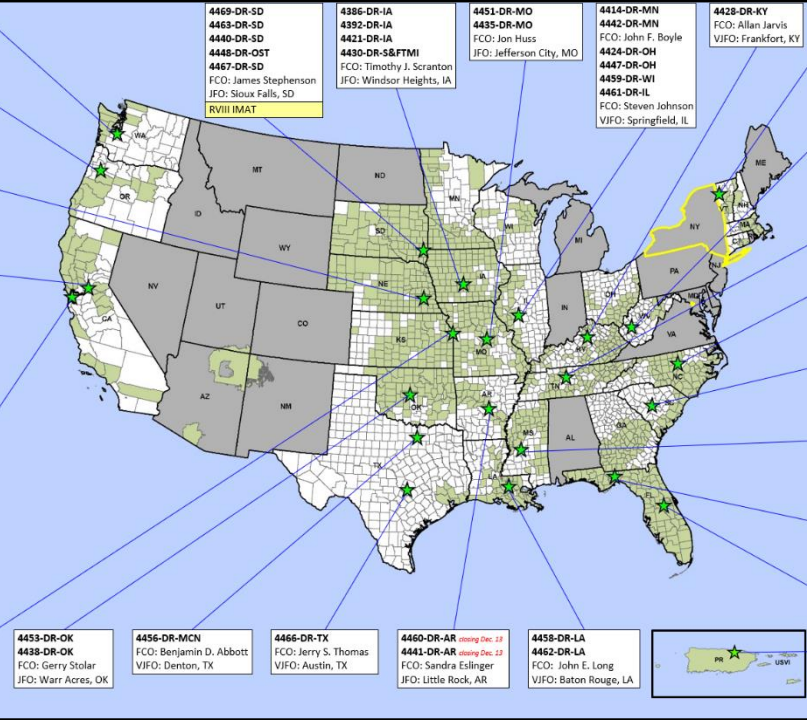 4469-DR-SD
4463-DR-SD
4440-DR-SD
4448-DR-OST
4467-DR-SD
FCO: James Stephenson
JFO: Sioux Falls, SD
RVIII IMAT
4386-DR-IA
4392-DR-IA
4421-DR-IA
4430-DR-S&FTMI
FCO: Timothy J. Scranton
JFO: Windsor Heights, IA
4451-DR-MO
4435-DR-MO
FCO: Jon Huss
JFO: Jefferson City, MO
4414-DR-MN
4442-DR-MN
FCO: John F. Boyle
4424-DR-OH
4447-DR-OH
4459-DR-WI
4461-DR-IL
FCO: Steven Johnson
VJFO: Springfield, IL
4428-DR-KY
FCO: Allan Jarvis
VJFO: Frankfort, KY
WA
MT
ND
MN
ME
OR
ID
SD
WI
MI
NY
VT
NH
MA
WY
NE
IA
PA
NJ
NV
UT
CO
IL
IN
OH
MD
CA
KS
MO
KY
VA
AZ
NM
OK
AR
TN
NC
TX
MS
AL
GA
SC
LA
FL
4453-DR-OK
4438-DR-OK
FCO: Gerry Stolar
JFO: Warr Acres, OK
4456-DR-MCN
FCO: Benjamin D. Abbott
VJFO: Denton, TX
4466-DR-TX
FCO: Jerry S. Thomas
VJFO: Austin, TX
4460-DR-AR closing Dec. 13
4441-DR-AR closing Dec. 13
FCO: Sandra Eslinger
JFO: Little Rock, AR
4458-DR-LA
4462-DR-LA
FCO: John E. Long
VJFO: Baton Rouge, LA
PR
USVI